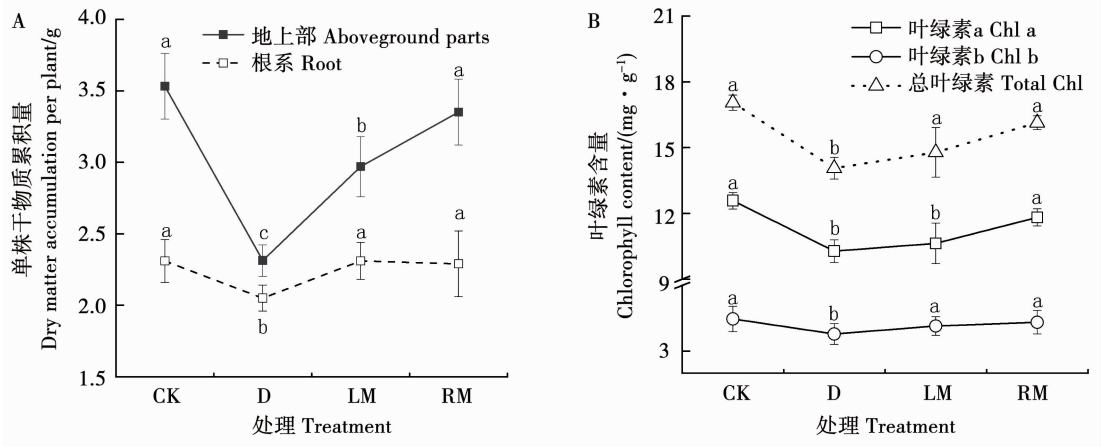 A
单株干物质累积量
Dry matter accumulation per plant/g
4.0
3.5
3.0
2.5
2.0
1.5
地上部 Aboveground parts
根系 Root
a
c
b
a
a
b
a
a
CK
D
LM
RM
处理 Treatment
B
叶绿素含量
Chlorophyll content/(mg·g⁻¹)
21
18
15
12
9
3
叶绿素a Chl a
叶绿素b Chl b
总叶绿素 Total Chl
a
b
a
a
a
b
b
a
a
b
a
a
CK
D
LM
RM
处理 Treatment